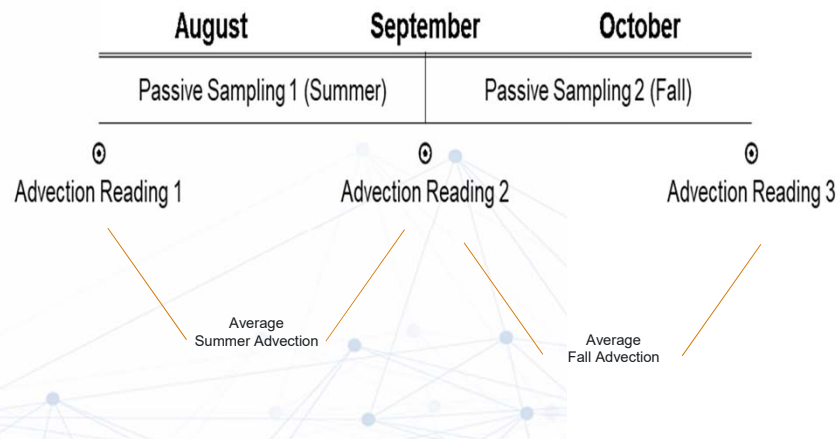 August September October
Passive Sampling 1 (Summer) Passive Sampling 2 (Fall)
Advection Reading 1 Advection Reading 2 Advection Reading 3
Average
Summer Advection
Average
Fall Advection